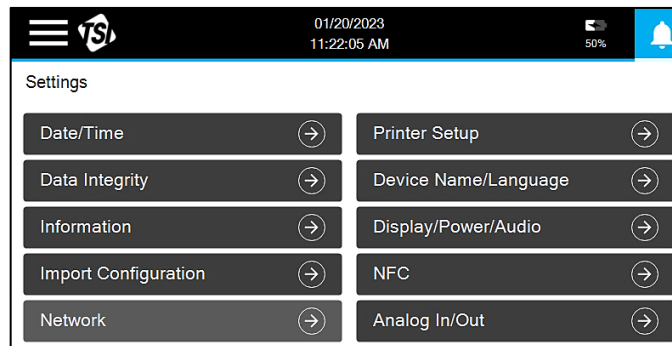 TSI
01/20/2023
11:22:05 AM
50%
Settings
Date/Time
Printer Setup
Data Integrity
Device Name/Language
Information
Display/Power/Audio
Import Configuration
NFC
Network
Analog In/Out